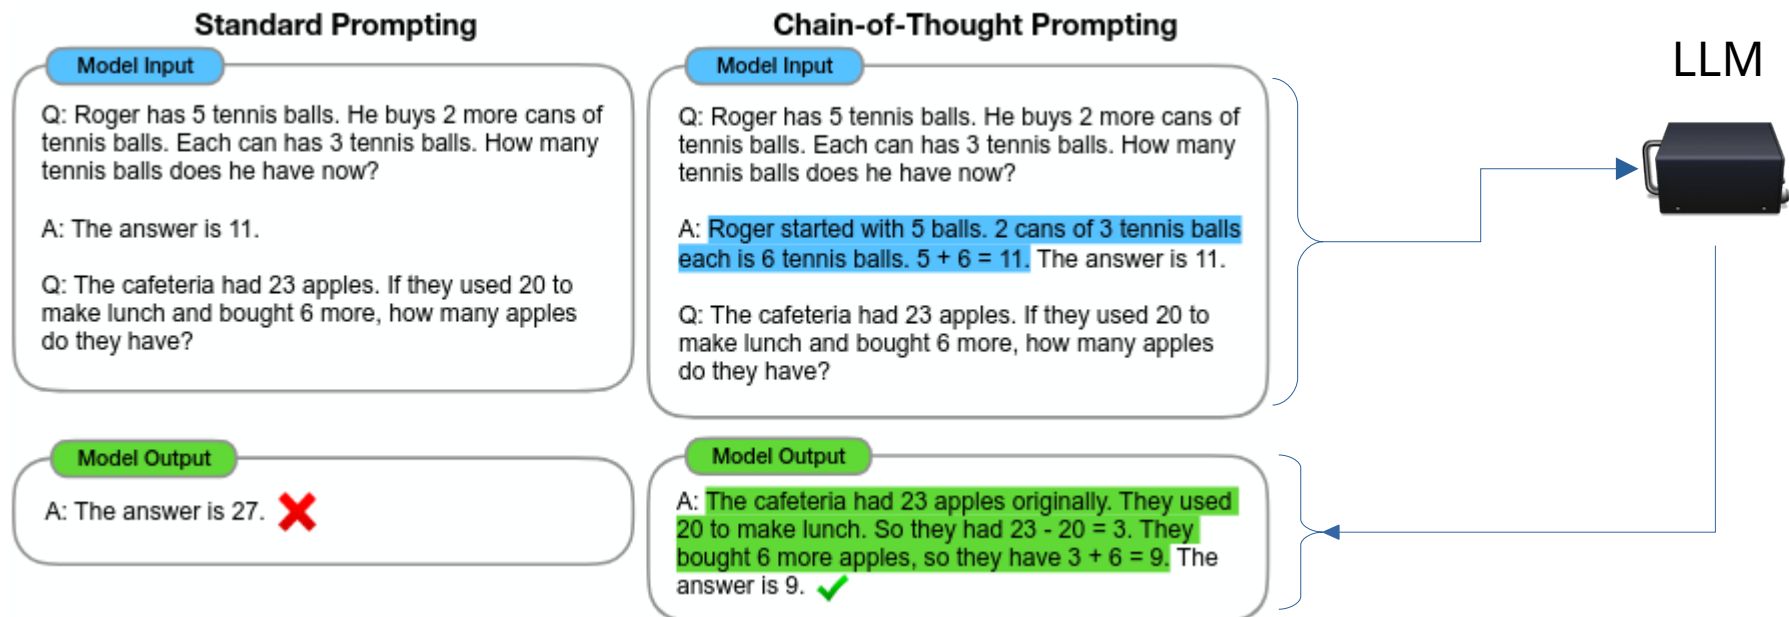 Standard Prompting
Model Input
Q: Roger has 5 tennis balls. He buys 2 more cans of
tennis balls. Each can has 3 tennis balls. How many
tennis balls does he have now?
A: The answer is 11.
Q: The cafeteria had 23 apples. If they used 20 to
make lunch and bought 6 more, how many apples
do they have?
Model Output
A: The answer is 27.
Chain-of-Thought Prompting
Model Input
Q: Roger has 5 tennis balls. He buys 2 more cans of
tennis balls. Each can has 3 tennis balls. How many
tennis balls does he have now?
A: Roger started with 5 balls. 2 cans of 3 tennis balls
each is 6 tennis balls. 5 + 6 = 11. The answer is 11.
Q: The cafeteria had 23 apples. If they used 20 to
make lunch and bought 6 more, how many apples
do they have?
Model Output
A: The cafeteria had 23 apples originally. They used
20 to make lunch. So they had 23 - 20 = 3. They
bought 6 more apples, so they have 3 + 6 = 9. The
answer is 9.
LLM